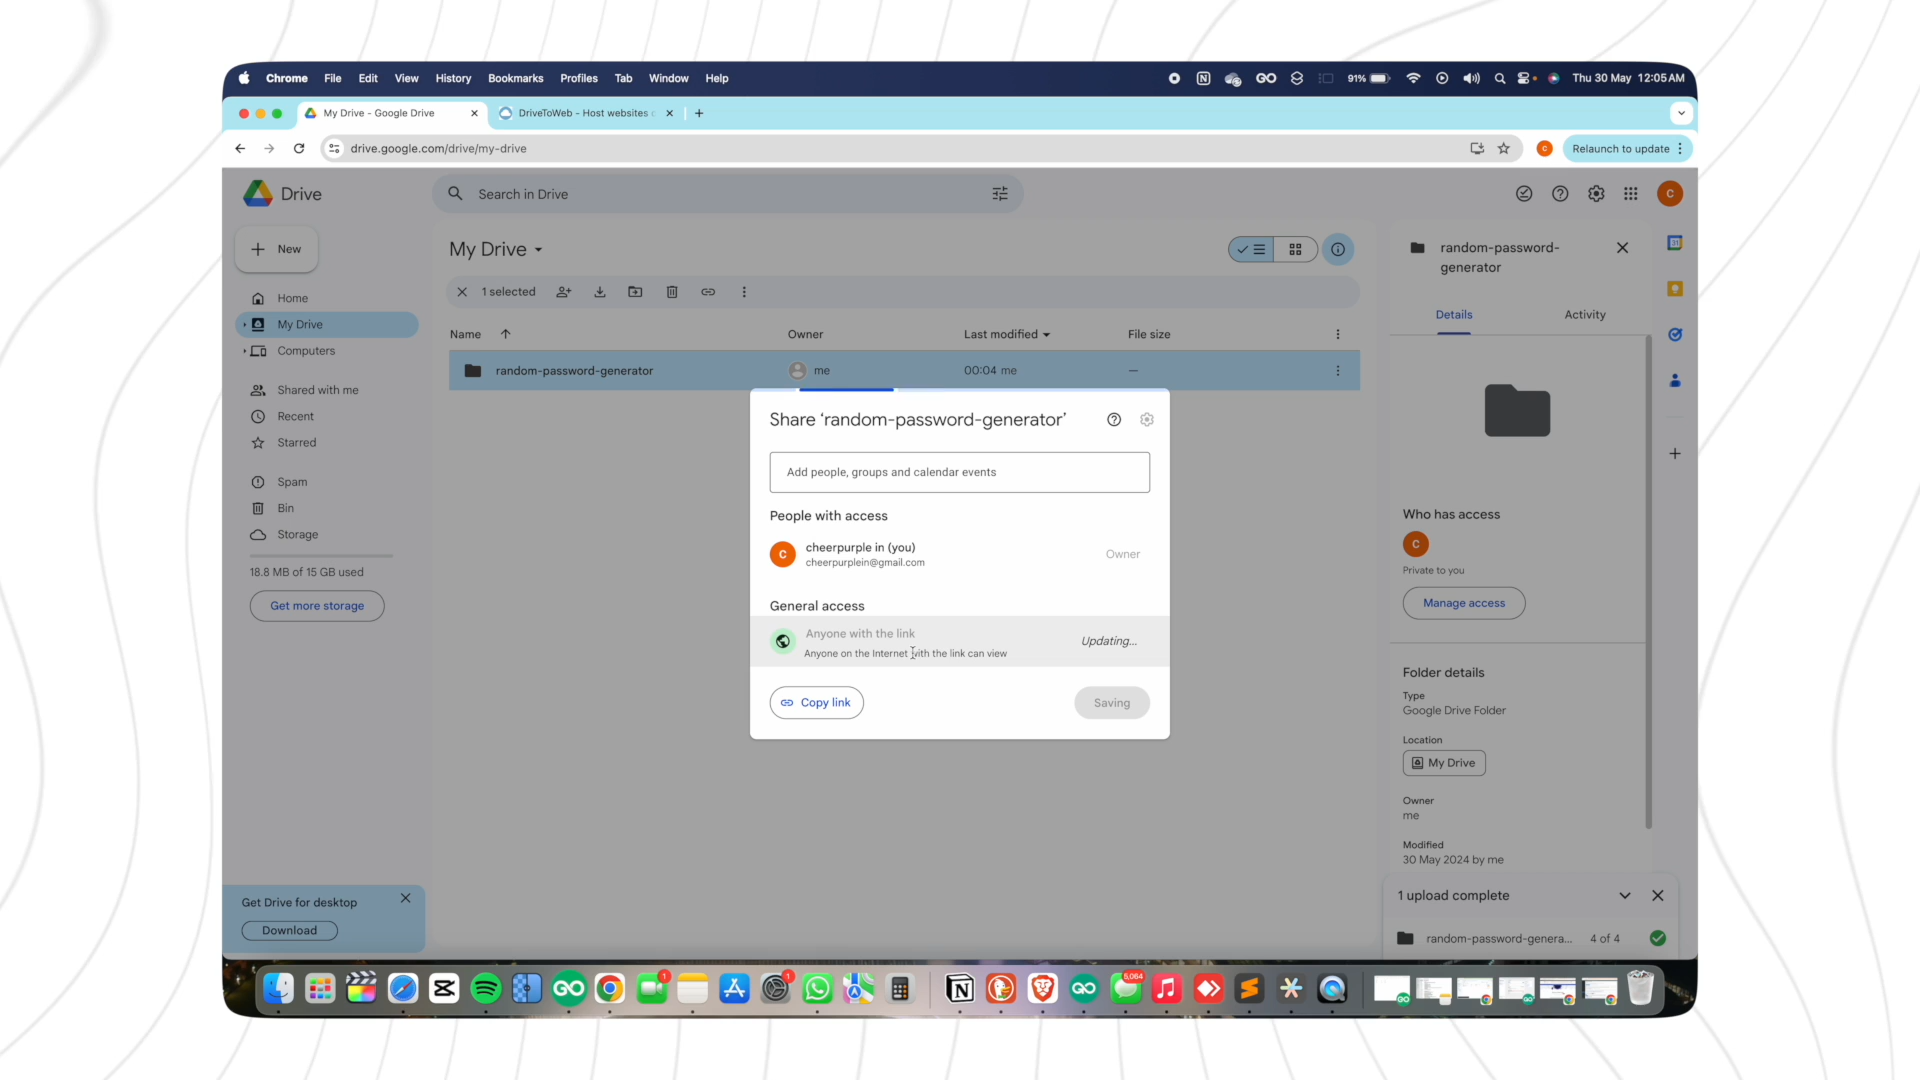 Chrome File Edit View History Bookmarks Profiles Tab Window Help
91% Thu 30 May 12:05 AM
My Drive - Google Drive
DriveToWeb - Host websites
drive.google.com/drive/my-drive
Relaunch to update
Drive
Search in Drive
C
New
Home
My Drive
Computers
Shared with me
Recent
Starred
Spam
Bin
Storage
18.8 MB of 15 GB used
Get more storage
Get Drive for desktop
Download
My Drive
1 selected
Name Owner Last modified File size
random-password-generator me 00:04 me —
Share ‘random-password-generator’
Add people, groups and calendar events
People with access
C
cheerpurple in (you)
cheerpurplein@gmail.com
Owner
General access
Anyone with the link
Anyone on the Internet with the link can view
Updating...
Copy link
Saving
random-password-
generator
Details Activity
Who has access
C
Private to you
Manage access
Folder details
Type
Google Drive Folder
Location
My Drive
Owner
me
Modified
30 May 2024 by me
1 upload complete
random-password-genera... 4 of 4
1
1
5,064